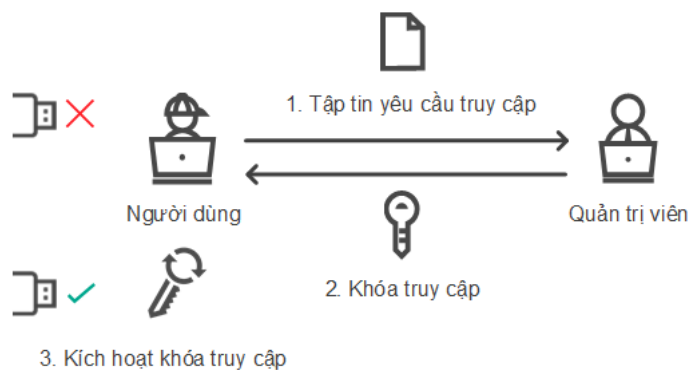 1. Tập tin yêu cầu truy cập
Người dùng
Quản trị viên
2. Khóa truy cập
3. Kích hoạt khóa truy cập